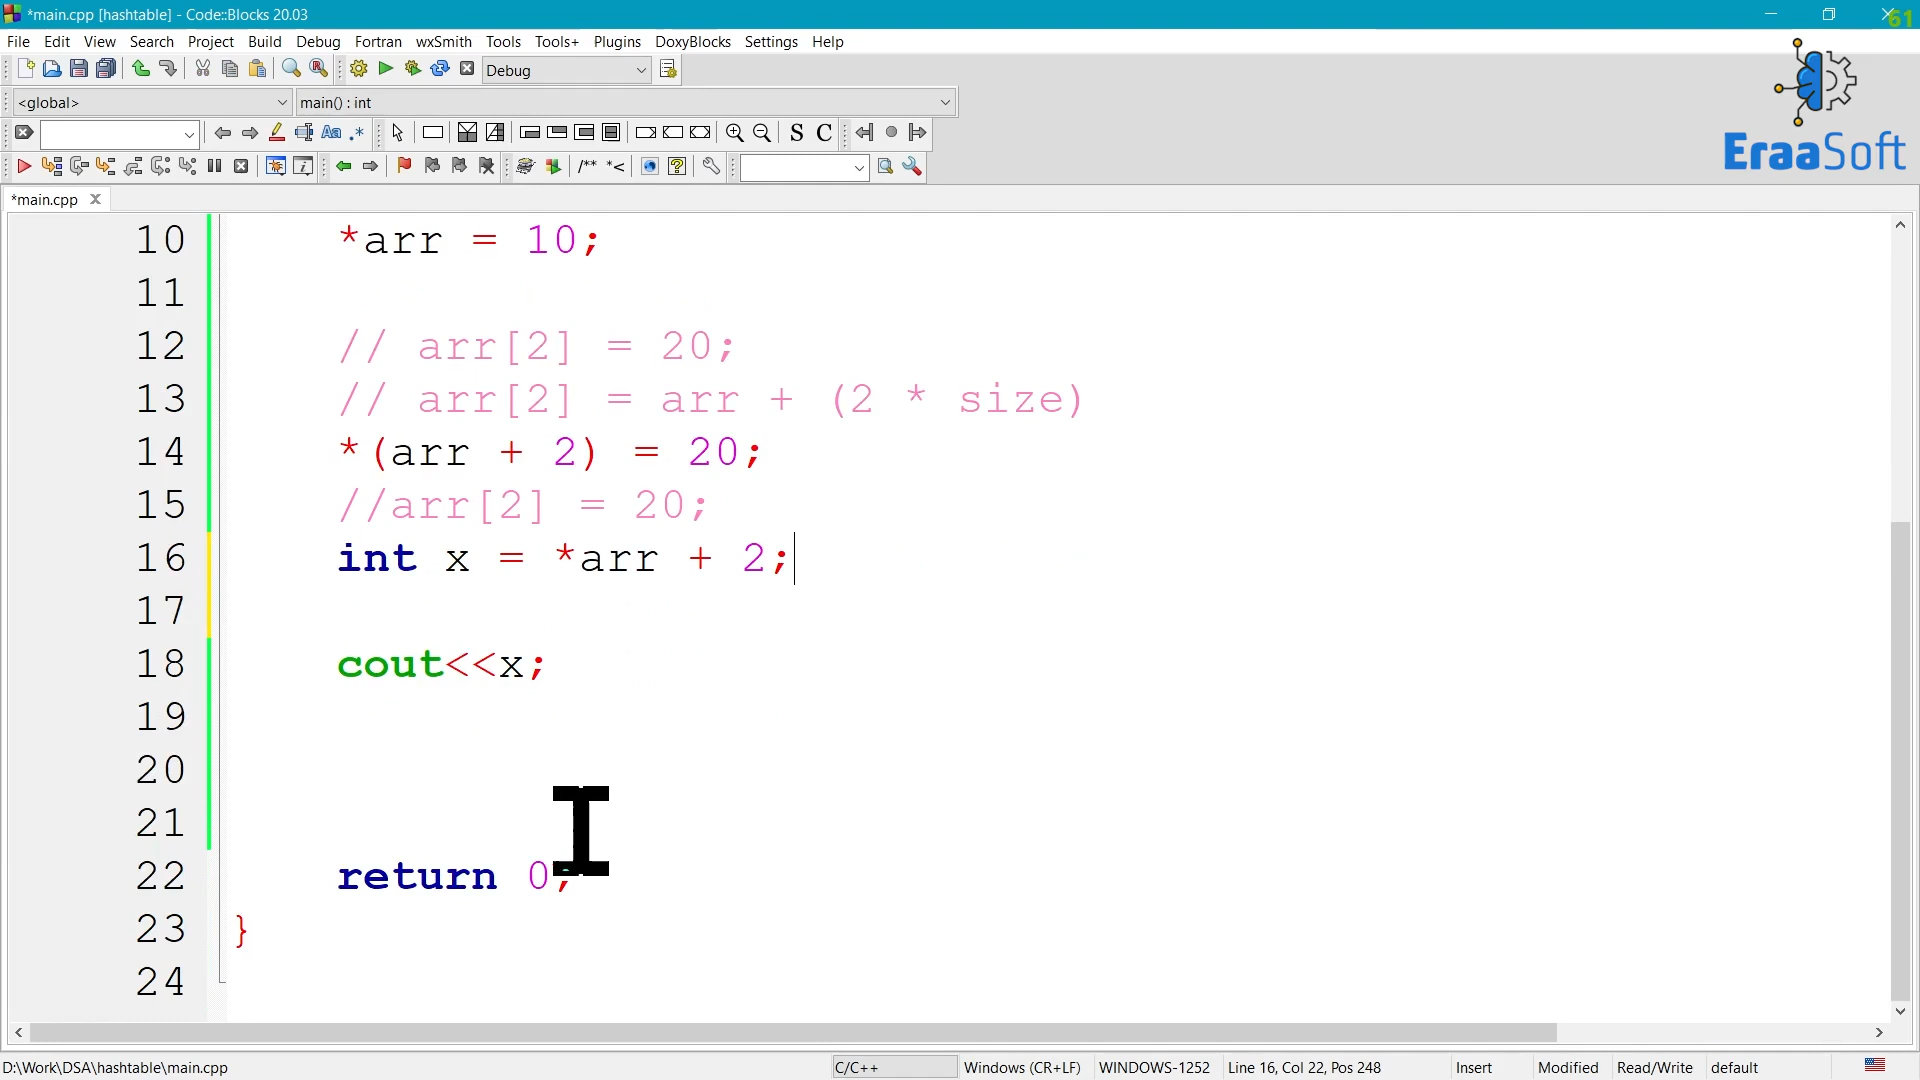 *main.cpp [hashtable] - Code::Blocks 20.03
61
File Edit View Search Project Build Debug Fortran wxSmith Tools Tools+ Plugins DoxyBlocks Settings Help
Debug
<global> main() : int
Aa .* S C
/** *<
EraaSoft
*main.cpp
10 *arr = 10;
11
12 // arr[2] = 20;
13 // arr[2] = arr + (2 * size)
14 *(arr + 2) = 20;
15 //arr[2] = 20;
16 int x = *arr + 2;
17
18 cout<<x;
19
20
21
22 return 0;
23 }
24
D:\Work\DSA\hashtable\main.cpp C/C++ Windows (CR+LF) WINDOWS-1252 Line 16, Col 22, Pos 248 Insert Modified Read/Write default